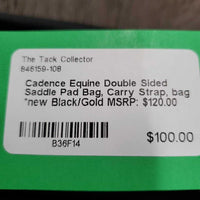 The Tack Collector
846159-108
Cadence Equine Double Sided
Saddle Pad Bag, Carry Strap, bag
*new Black/Gold MSRP: $120.00
$100.00
B36F14